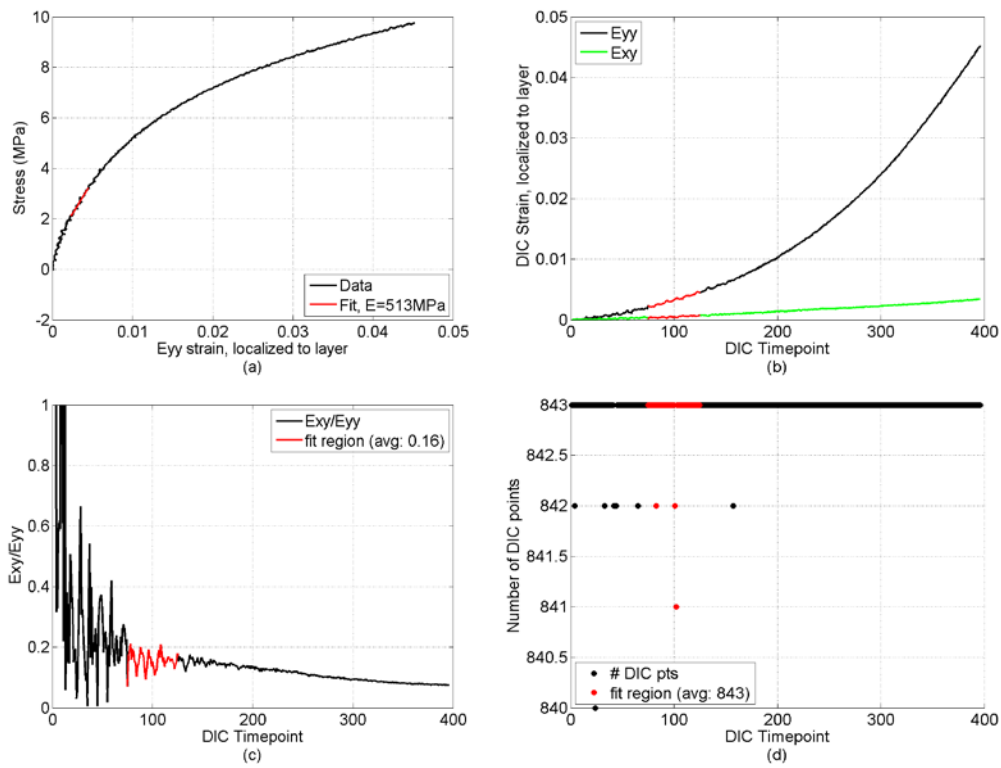 10
8
6
4
2
0
-2
Stress (MPa)
0
0.01
0.02
0.03
0.04
0.05
Data
Fit, E=513MPa
Eyy strain, localized to layer
(a)
0.05
0.04
0.03
0.02
0.01
0
DIC Strain, localized to layer
Eyy
Exy
0
100
200
300
400
DIC Timepoint
(b)
1
0.8
0.6
0.4
0.2
0
Exy/Eyy
Exy/Eyy
fit region (avg: 0.16)
0
100
200
300
400
DIC Timepoint
(c)
843
842.5
842
841.5
841
840.5
840
Number of DIC points
# DIC pts
fit region (avg: 843)
0
100
200
300
400
DIC Timepoint
(d)